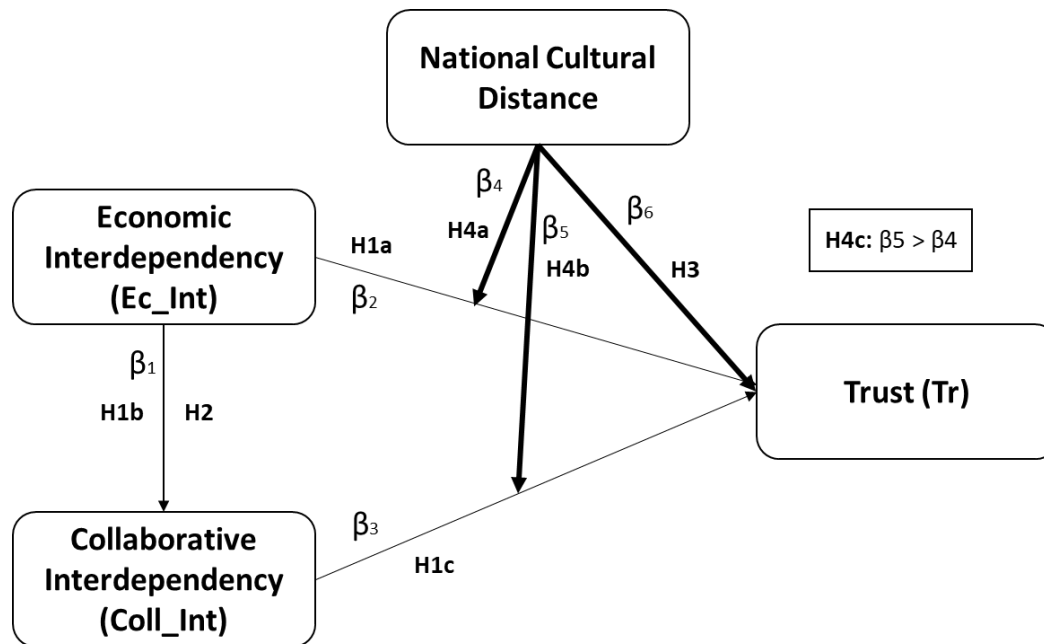 National Cultural
Distance
Economic
Interdependency
(Ec_Int)
H1a
β2
β4
H4a
β5
H4b
β6
H3
H4c: β5 > β4
β1
H1b
H2
Trust (Tr)
Collaborative
Interdependency
(Coll_Int)
β3
H1c